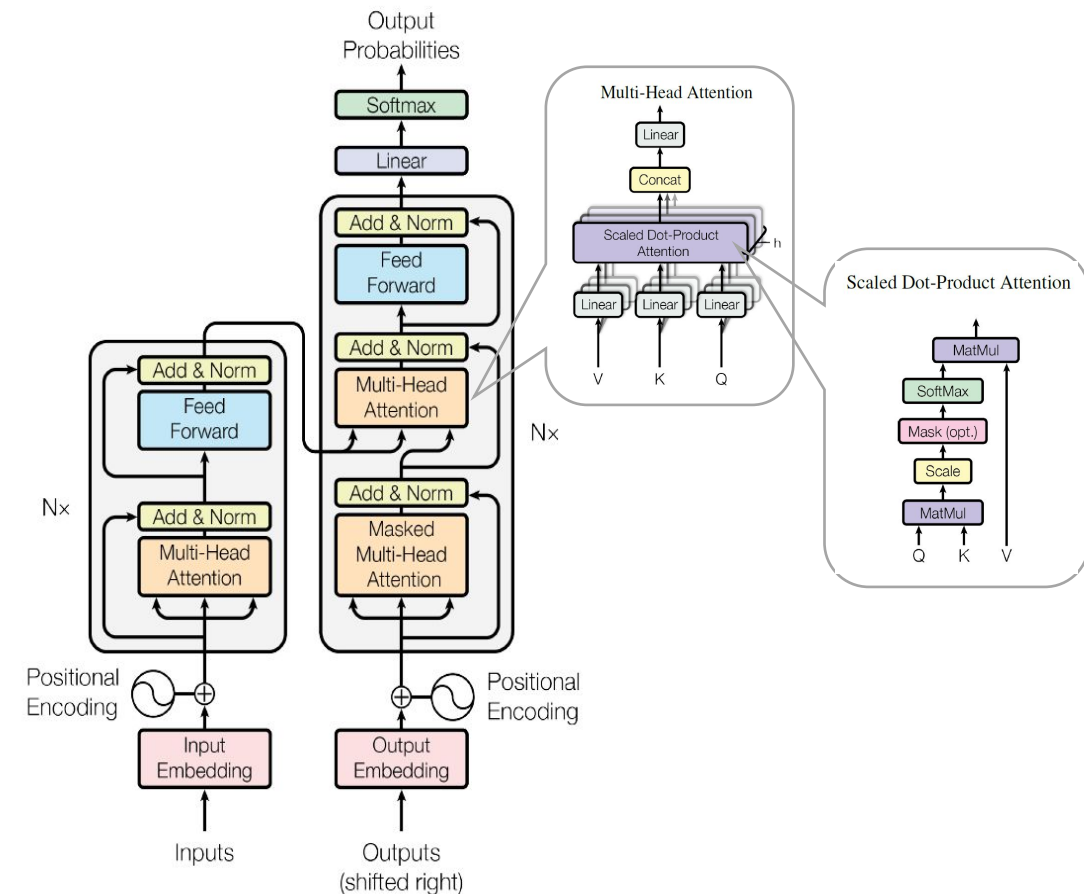 Output
Probabilities
Softmax
Linear
Add & Norm
Feed
Forward
Add & Norm
Multi-Head
Attention
Nx
Add & Norm
Masked
Multi-Head
Attention
Positional
Encoding
Output
Embedding
Outputs
(shifted right)
Add & Norm
Feed
Forward
Nx
Add & Norm
Multi-Head
Attention
Positional
Encoding
Input
Embedding
Inputs
Multi-Head Attention
Linear
Concat
Scaled Dot-Product
Attention
h
Linear Linear Linear
V K Q
Scaled Dot-Product Attention
MatMul
SoftMax
Mask (opt.)
Scale
MatMul
Q K V